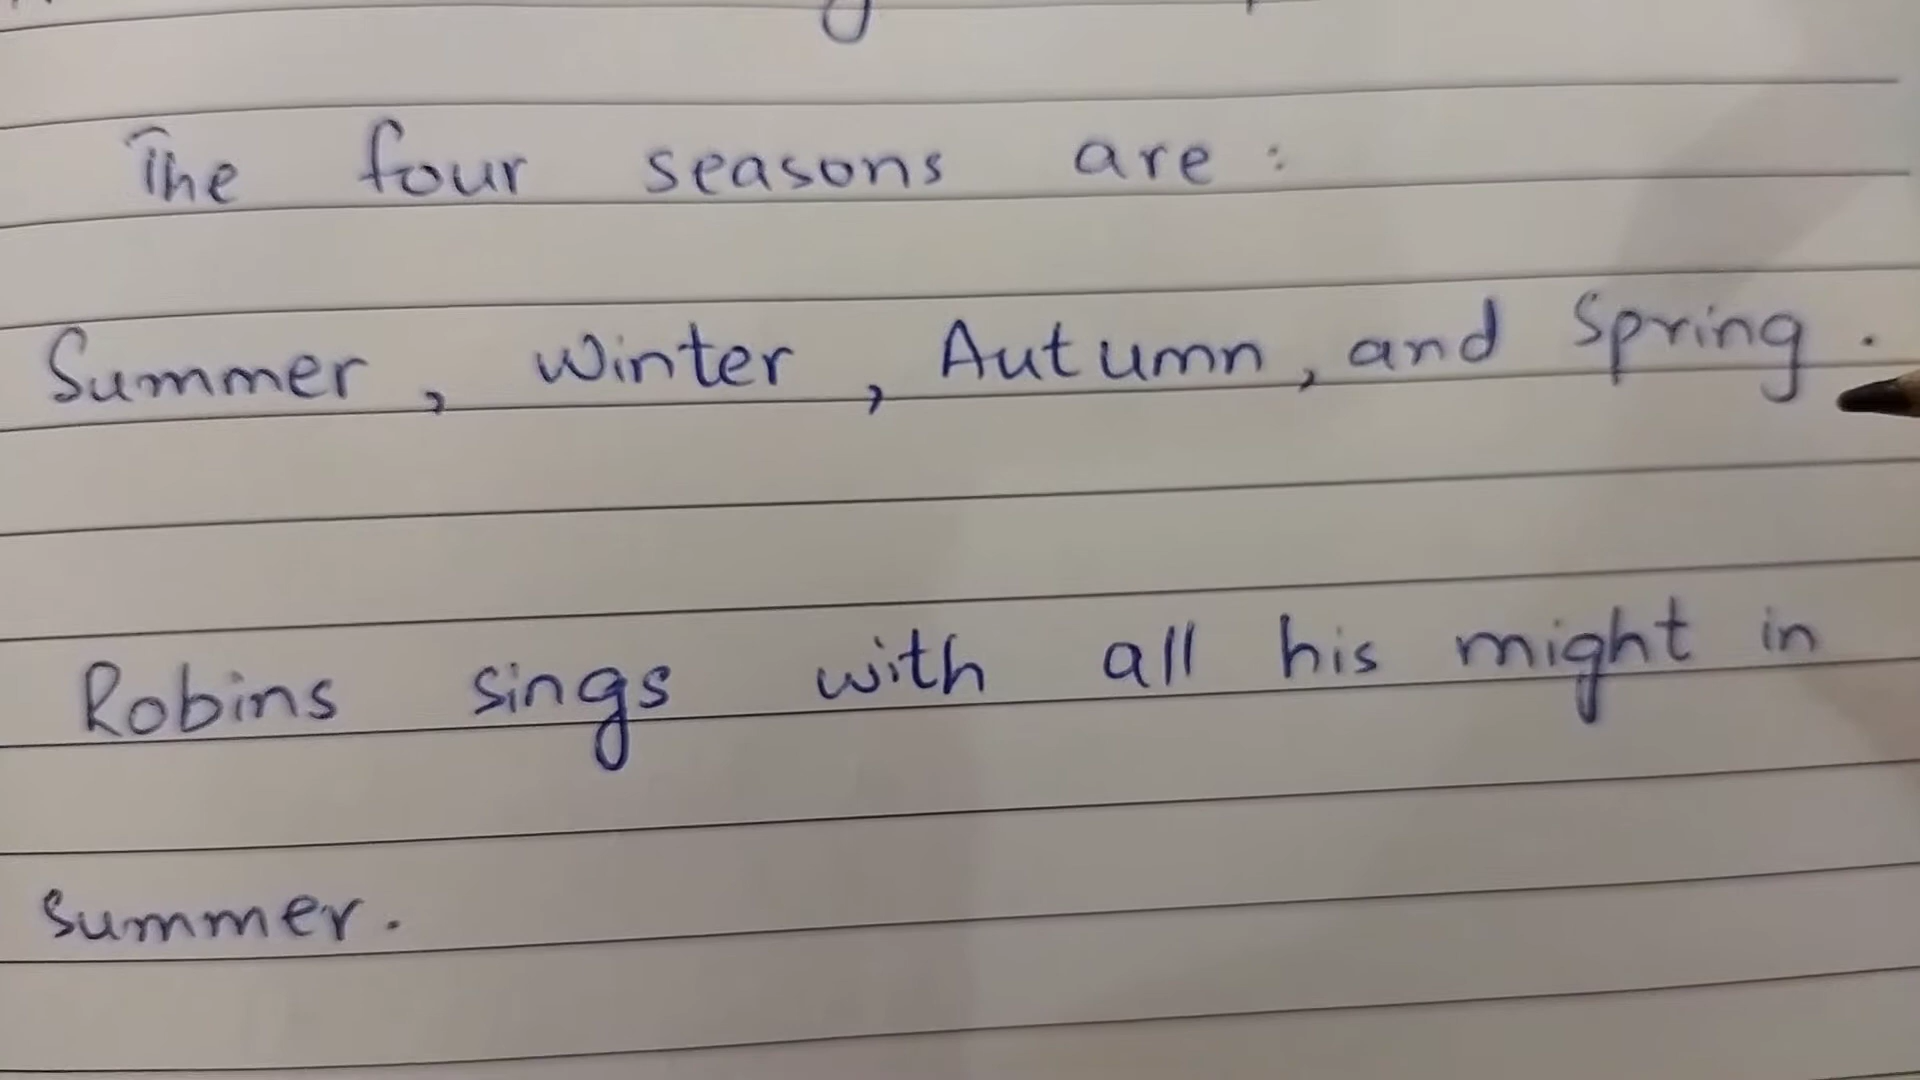 The four seasons are :
Summer, Winter, Autumn, and Spring.
Robins sings with all his might in
summer.